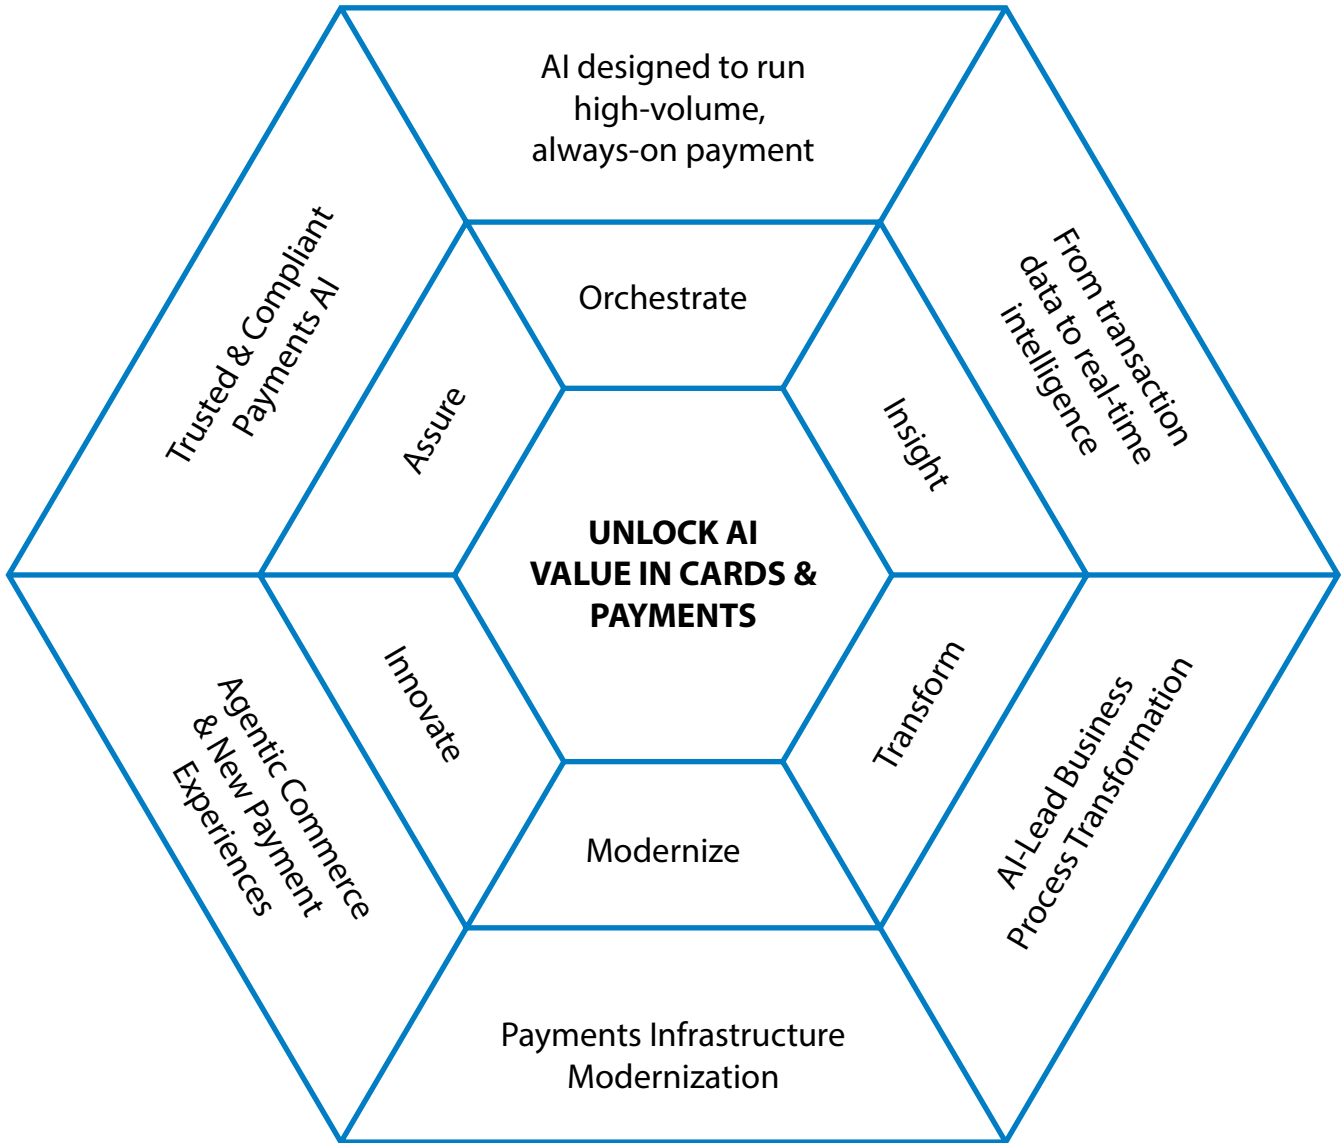 AI designed to run
high-volume,
always-on payment
Orchestrate
From transaction
data to real-time
intelligence
Insight
Trusted & Compliant
Payments AI
Assure
UNLOCK AI
VALUE IN CARDS &
PAYMENTS
Innovate
Agentic Commerce
& New Payment
Experiences
Transform
AI-Lead Business
Process Transformation
Modernize
Payments Infrastructure
Modernization